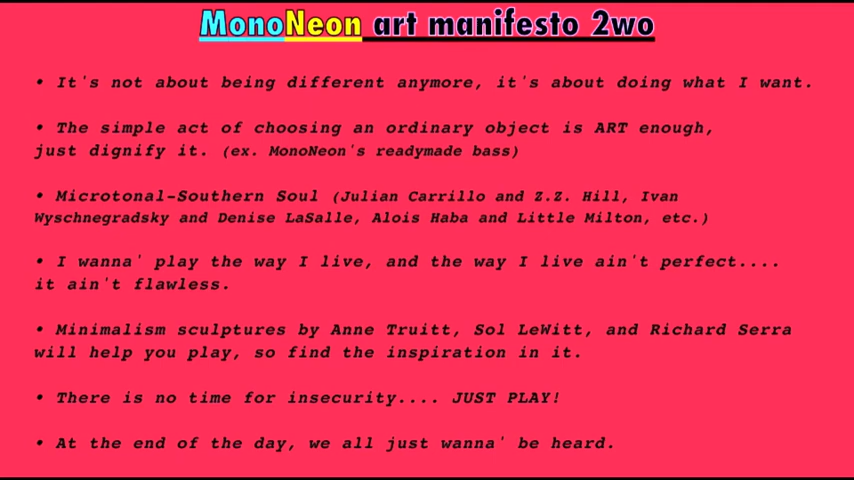 MonoNeon art manifesto 2wo
• It's not about being different anymore, it's about doing what I want.
• The simple act of choosing an ordinary object is ART enough,
just dignify it. (ex. MonoNeon's readymade bass)
• Microtonal-Southern Soul (Julian Carrillo and Z.Z. Hill, Ivan
Wyschnegradsky and Denise LaSalle, Alois Haba and Little Milton, etc.)
• I wanna' play the way I live, and the way I live ain't perfect....
it ain't flawless.
• Minimalism sculptures by Anne Truitt, Sol LeWitt, and Richard Serra
will help you play, so find the inspiration in it.
• There is no time for insecurity.... JUST PLAY!
• At the end of the day, we all just wanna' be heard.